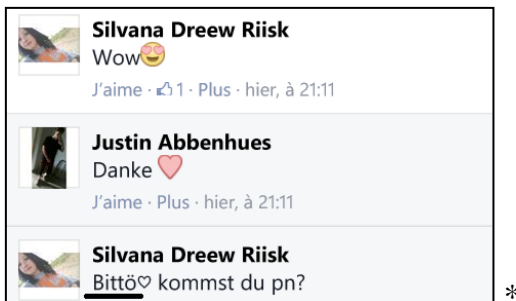 Silvana Dreew Riisk
Wow😍
J'aime · 👍1 · Plus · hier, à 21:11
Justin Abbenhues
Danke ❤
J'aime · Plus · hier, à 21:11
Silvana Dreew Riisk
Bittö♡ kommst du pn?
*